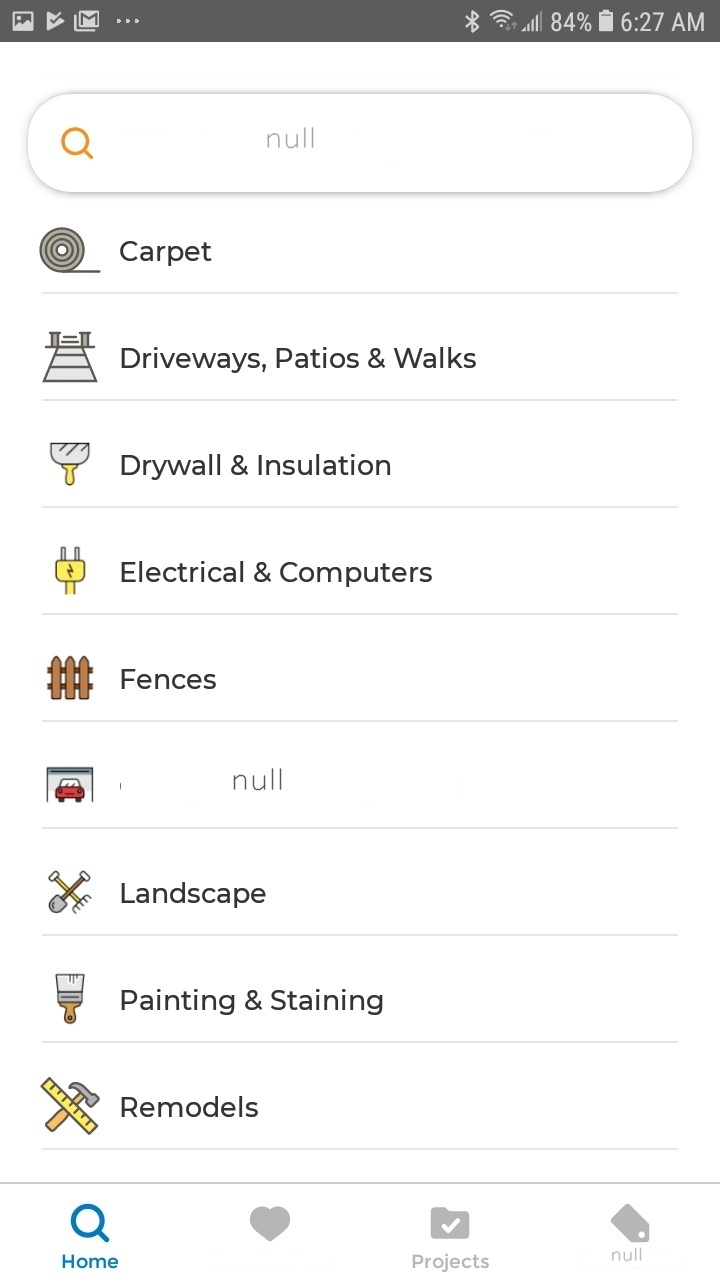 84% 6:27 AM
null
Carpet
Driveways, Patios & Walks
Drywall & Insulation
Electrical & Computers
Fences
null
Landscape
Painting & Staining
Remodels
Home
Projects
null